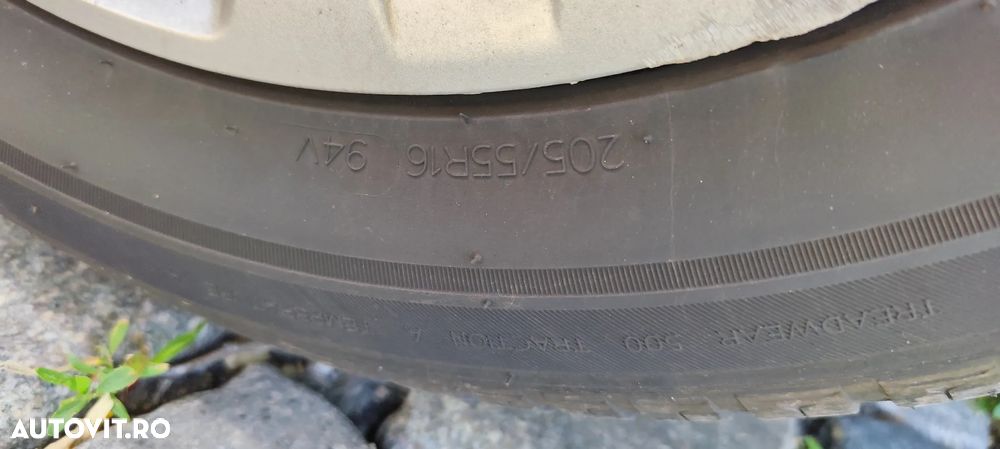 205/55R16 94V
TREADWEAR 500 TRACTION A
AUTOVIT.RO